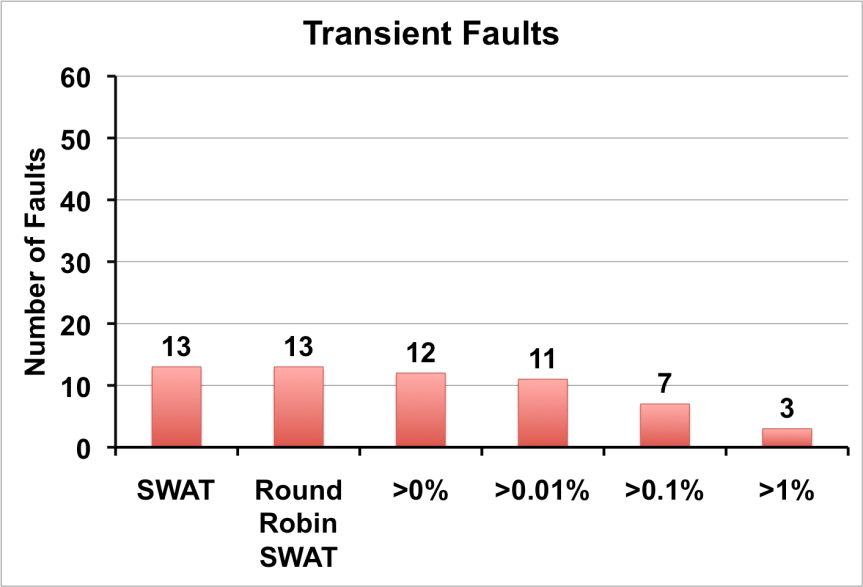 Transient Faults
Number of Faults
60
50
40
30
20
10
0
13
13
12
11
7
3
SWAT
Round
Robin
SWAT
>0%
>0.01%
>0.1%
>1%